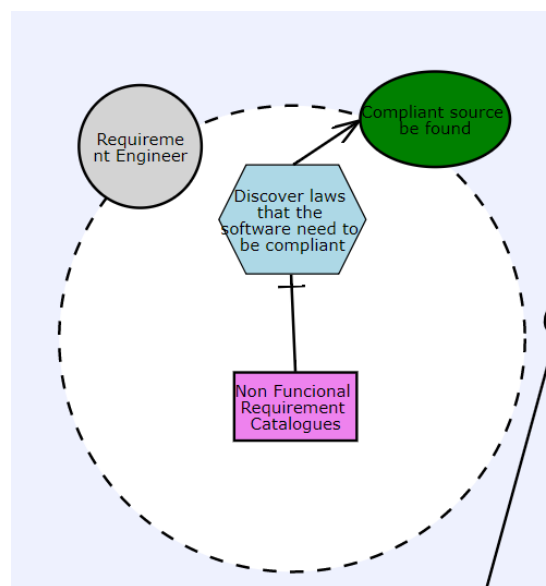 Requireme
nt Engineer
Compliant source
be found
Discover laws
that the
software need to
be compliant
Non Funcional
Requirement
Catalogues